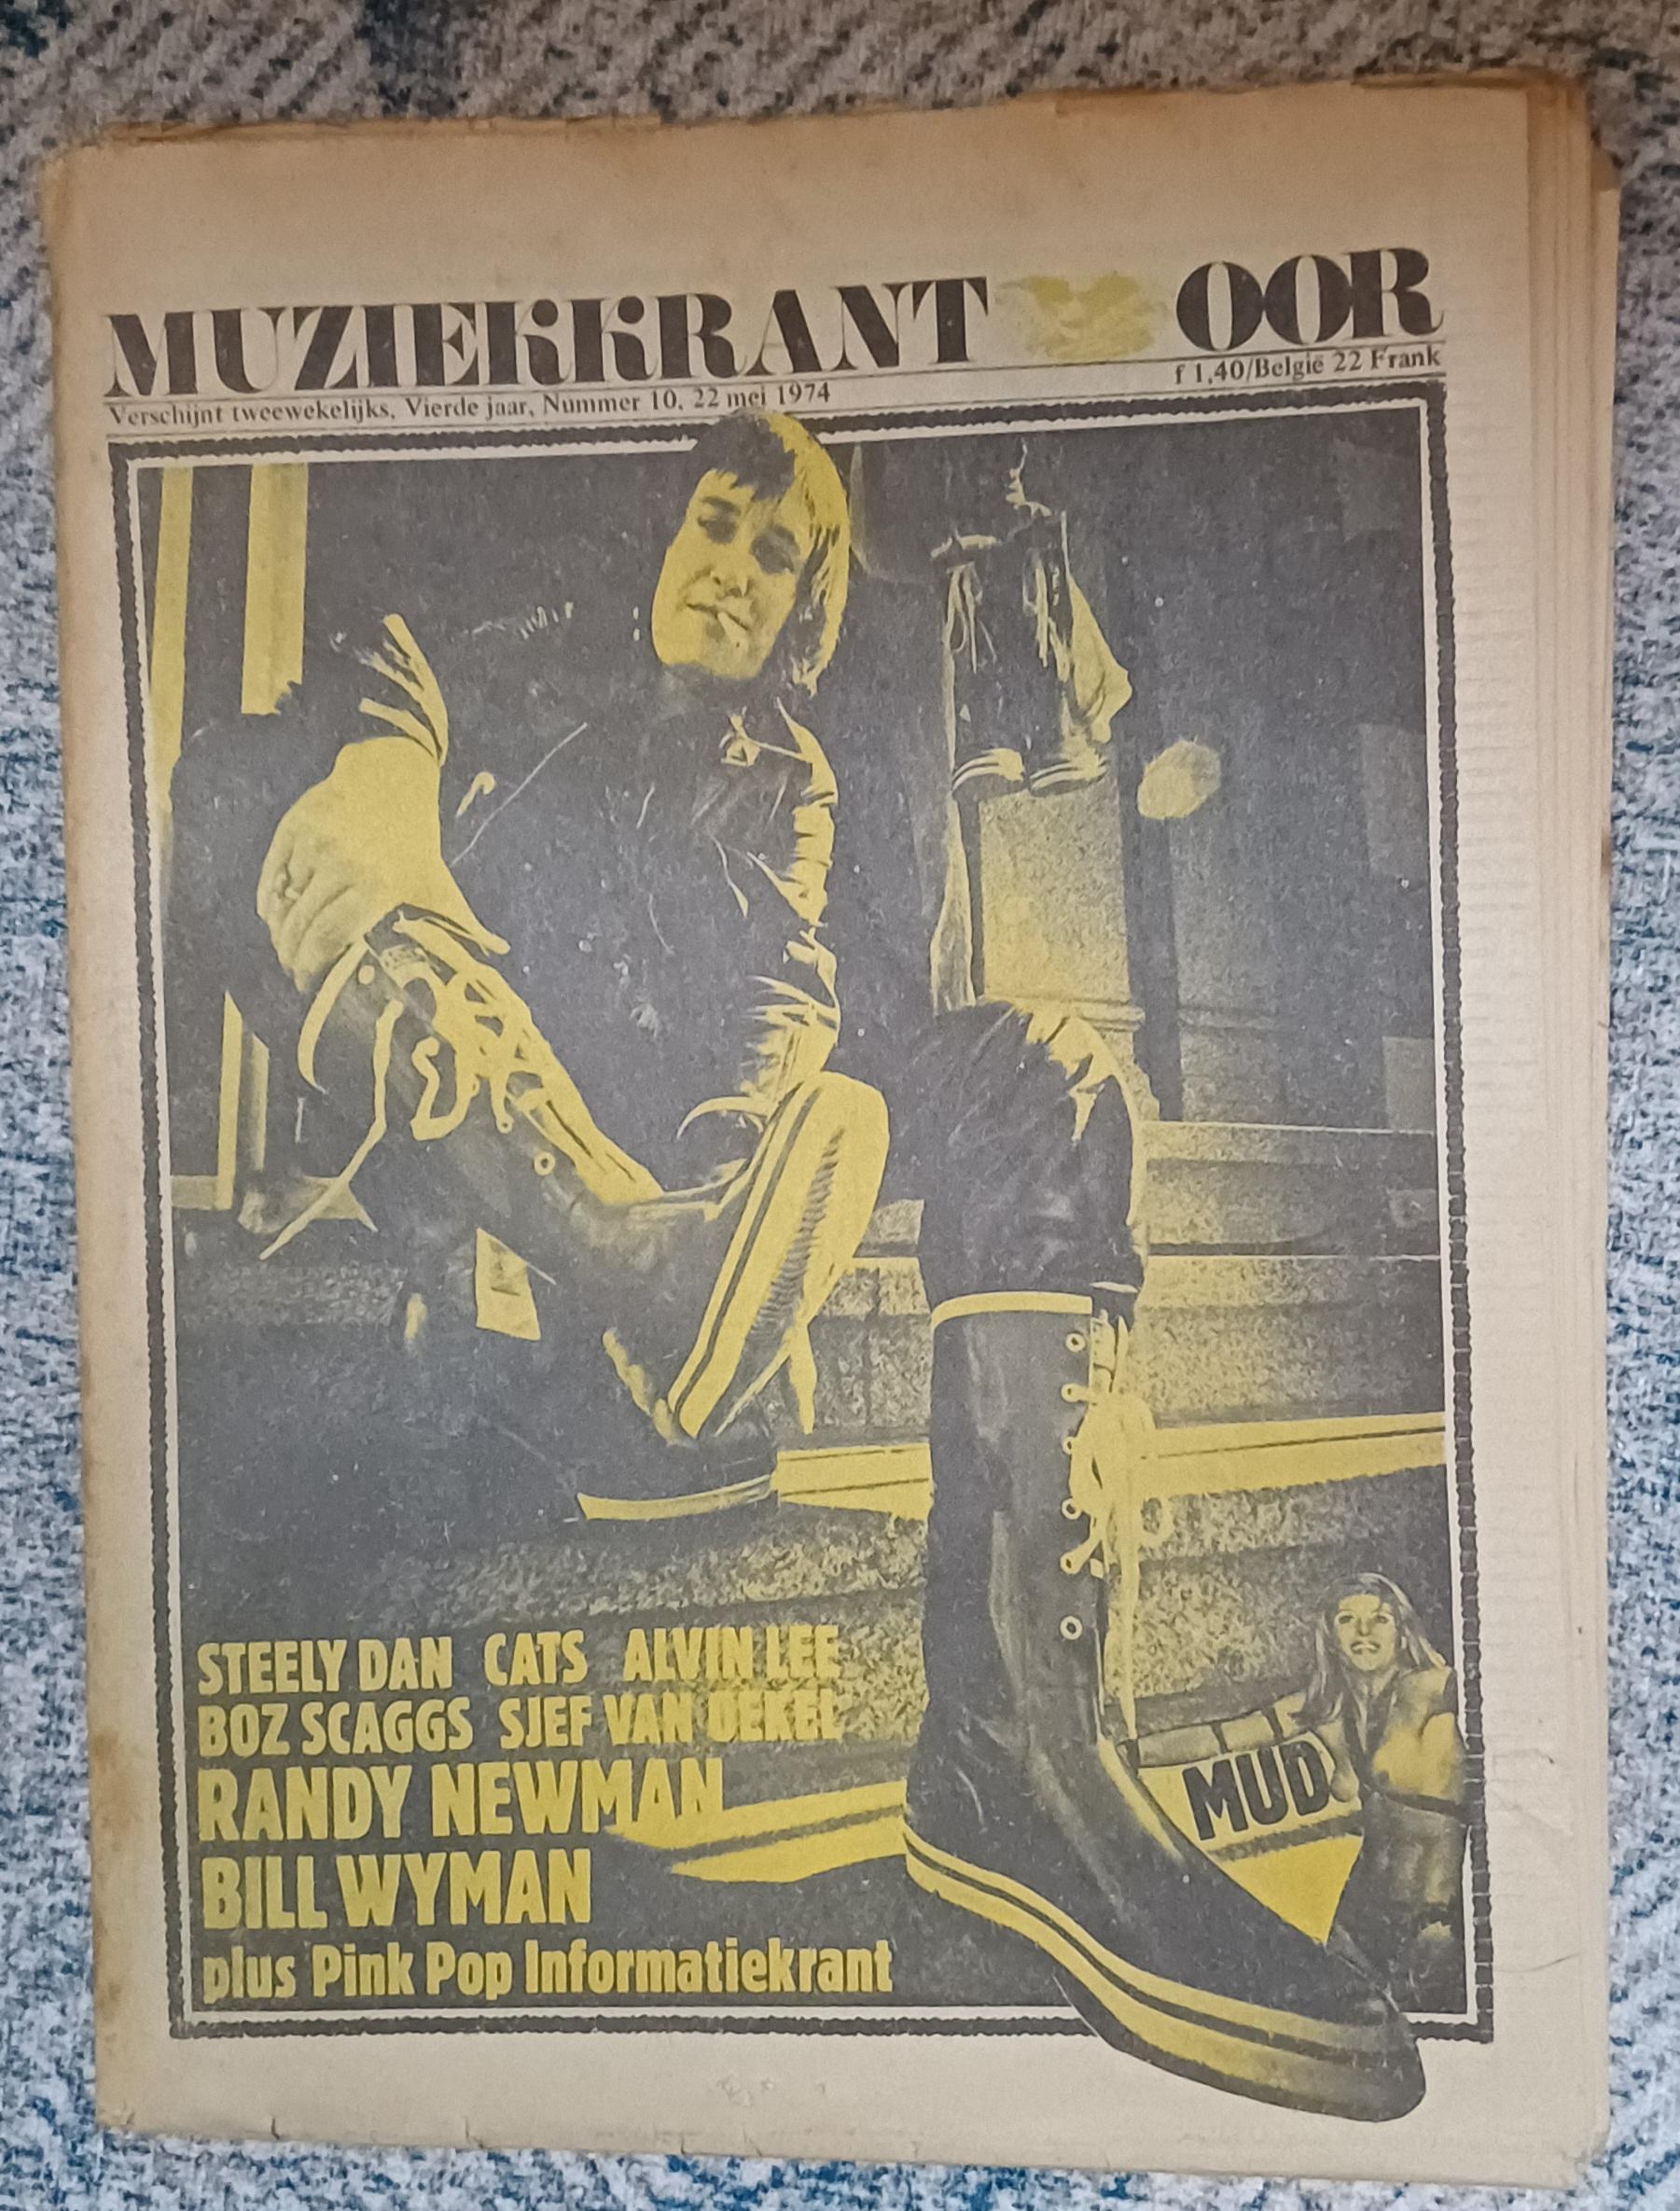 MUZIEKKRANT OOR
Verschijnt tweewekelijks, Vierde jaar, Nummer 10, 22 mei 1974
f 1,40/België 22 Frank
STEELY DAN CATS ALVIN LEE
BOZ SCAGGS SJEF VAN OEKEL
RANDY NEWMAN
BILL WYMAN
plus Pink Pop Informatiekrant
MUD